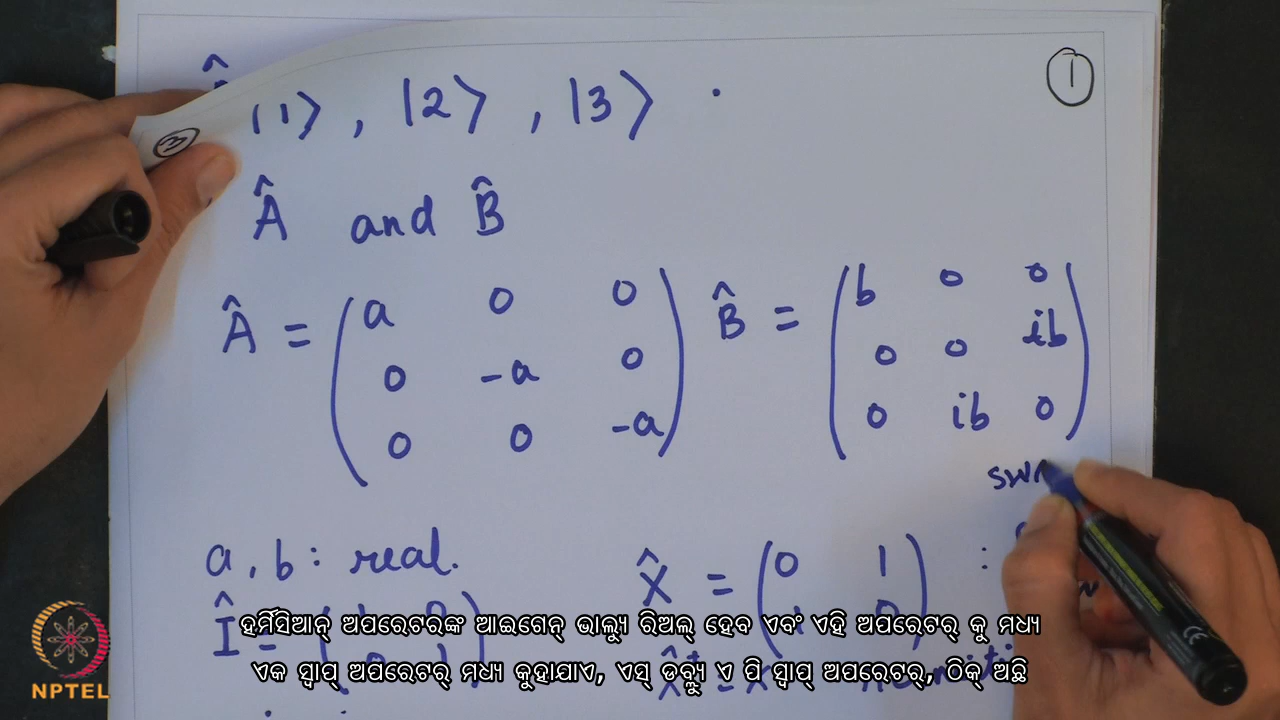 |1⟩, |2⟩, |3⟩ .
①
③
Â and B̂
Â = ( a 0 0
0 -a 0
0 0 -a )
B̂ = ( b 0 0
0 0 ib
0 ib 0 )
a, b : real.
X̂ = ( 0 1
Î =
ହର୍ମିସିଆନ୍ ଅପରେଟରଙ୍କ ଆଇଗେନ୍ ଭାଲ୍ୟୁ ରିଅଲ୍ ହେବ ଏବଂ ଏହି ଅପରେଟର୍ କୁ ମଧ୍ୟ
ଏକ ସ୍ୱାପ୍ ଅପରେଟର୍ ମଧ୍ୟ କୁହାଯାଏ, ଏସ୍ ଡବ୍ଲ୍ୟୁ ଏ ପି ସ୍ୱାପ୍ ଅପରେଟର୍, ଠିକ୍ ଅଛି
NPTEL